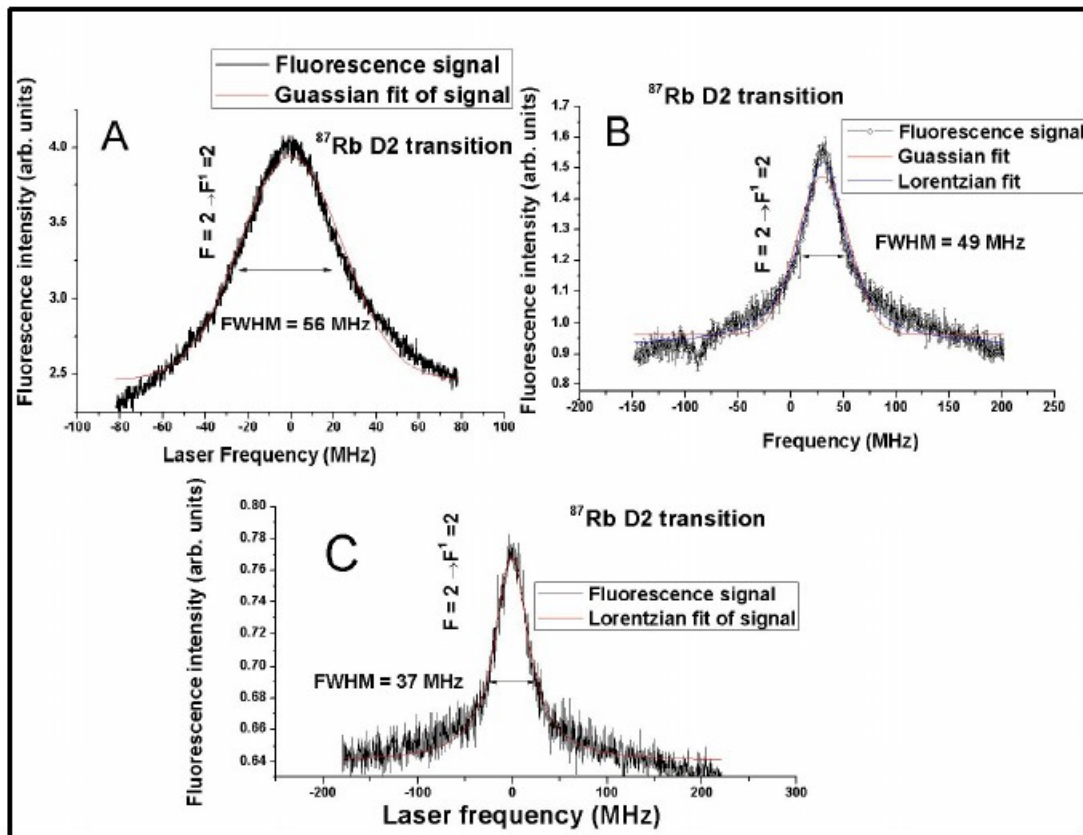 A
Fluorescence signal
Guassian fit of signal
⁸⁷Rb D2 transition
F = 2 →F¹ =2
FWHM = 56 MHz
Fluorescence intensity (arb. units)
4.0
3.5
3.0
2.5
-100 -80 -60 -40 -20 0 20 40 60 80 100
Laser Frequency (MHz)
⁸⁷Rb D2 transition
B
Fluorescence signal
Guassian fit
Lorentzian fit
F = 2 →F¹ =2
FWHM = 49 MHz
Fluorescence intensity (arb. units)
1.7
1.6
1.5
1.4
1.3
1.2
1.1
1.0
0.9
0.8
-200 -150 -100 -50 0 50 100 150 200 250
Frequency (MHz)
⁸⁷Rb D2 transition
C
F = 2 →F¹ =2
Fluorescence signal
Lorentzian fit of signal
FWHM = 37 MHz
Fluorescence intensity (arb. units)
0.80
0.78
0.76
0.74
0.72
0.70
0.68
0.66
0.64
-200 -100 0 100 200 300
Laser frequency (MHz)